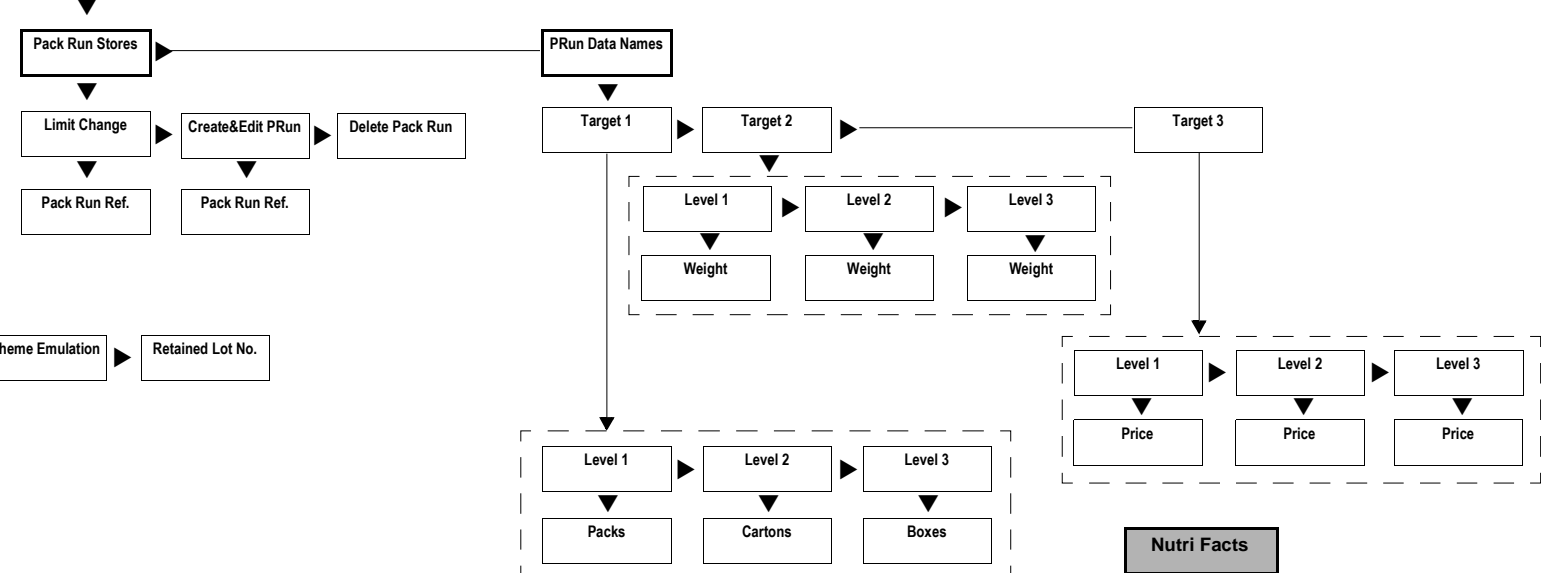 Pack Run Stores
PRun Data Names
Limit Change
Create&Edit PRun
Delete Pack Run
Target 1
Target 2
Target 3
Pack Run Ref.
Pack Run Ref.
Level 1
Level 2
Level 3
Weight
Weight
Weight
heme Emulation
Retained Lot No.
Level 1
Level 2
Level 3
Price
Price
Price
Level 1
Level 2
Level 3
Packs
Cartons
Boxes
Nutri Facts